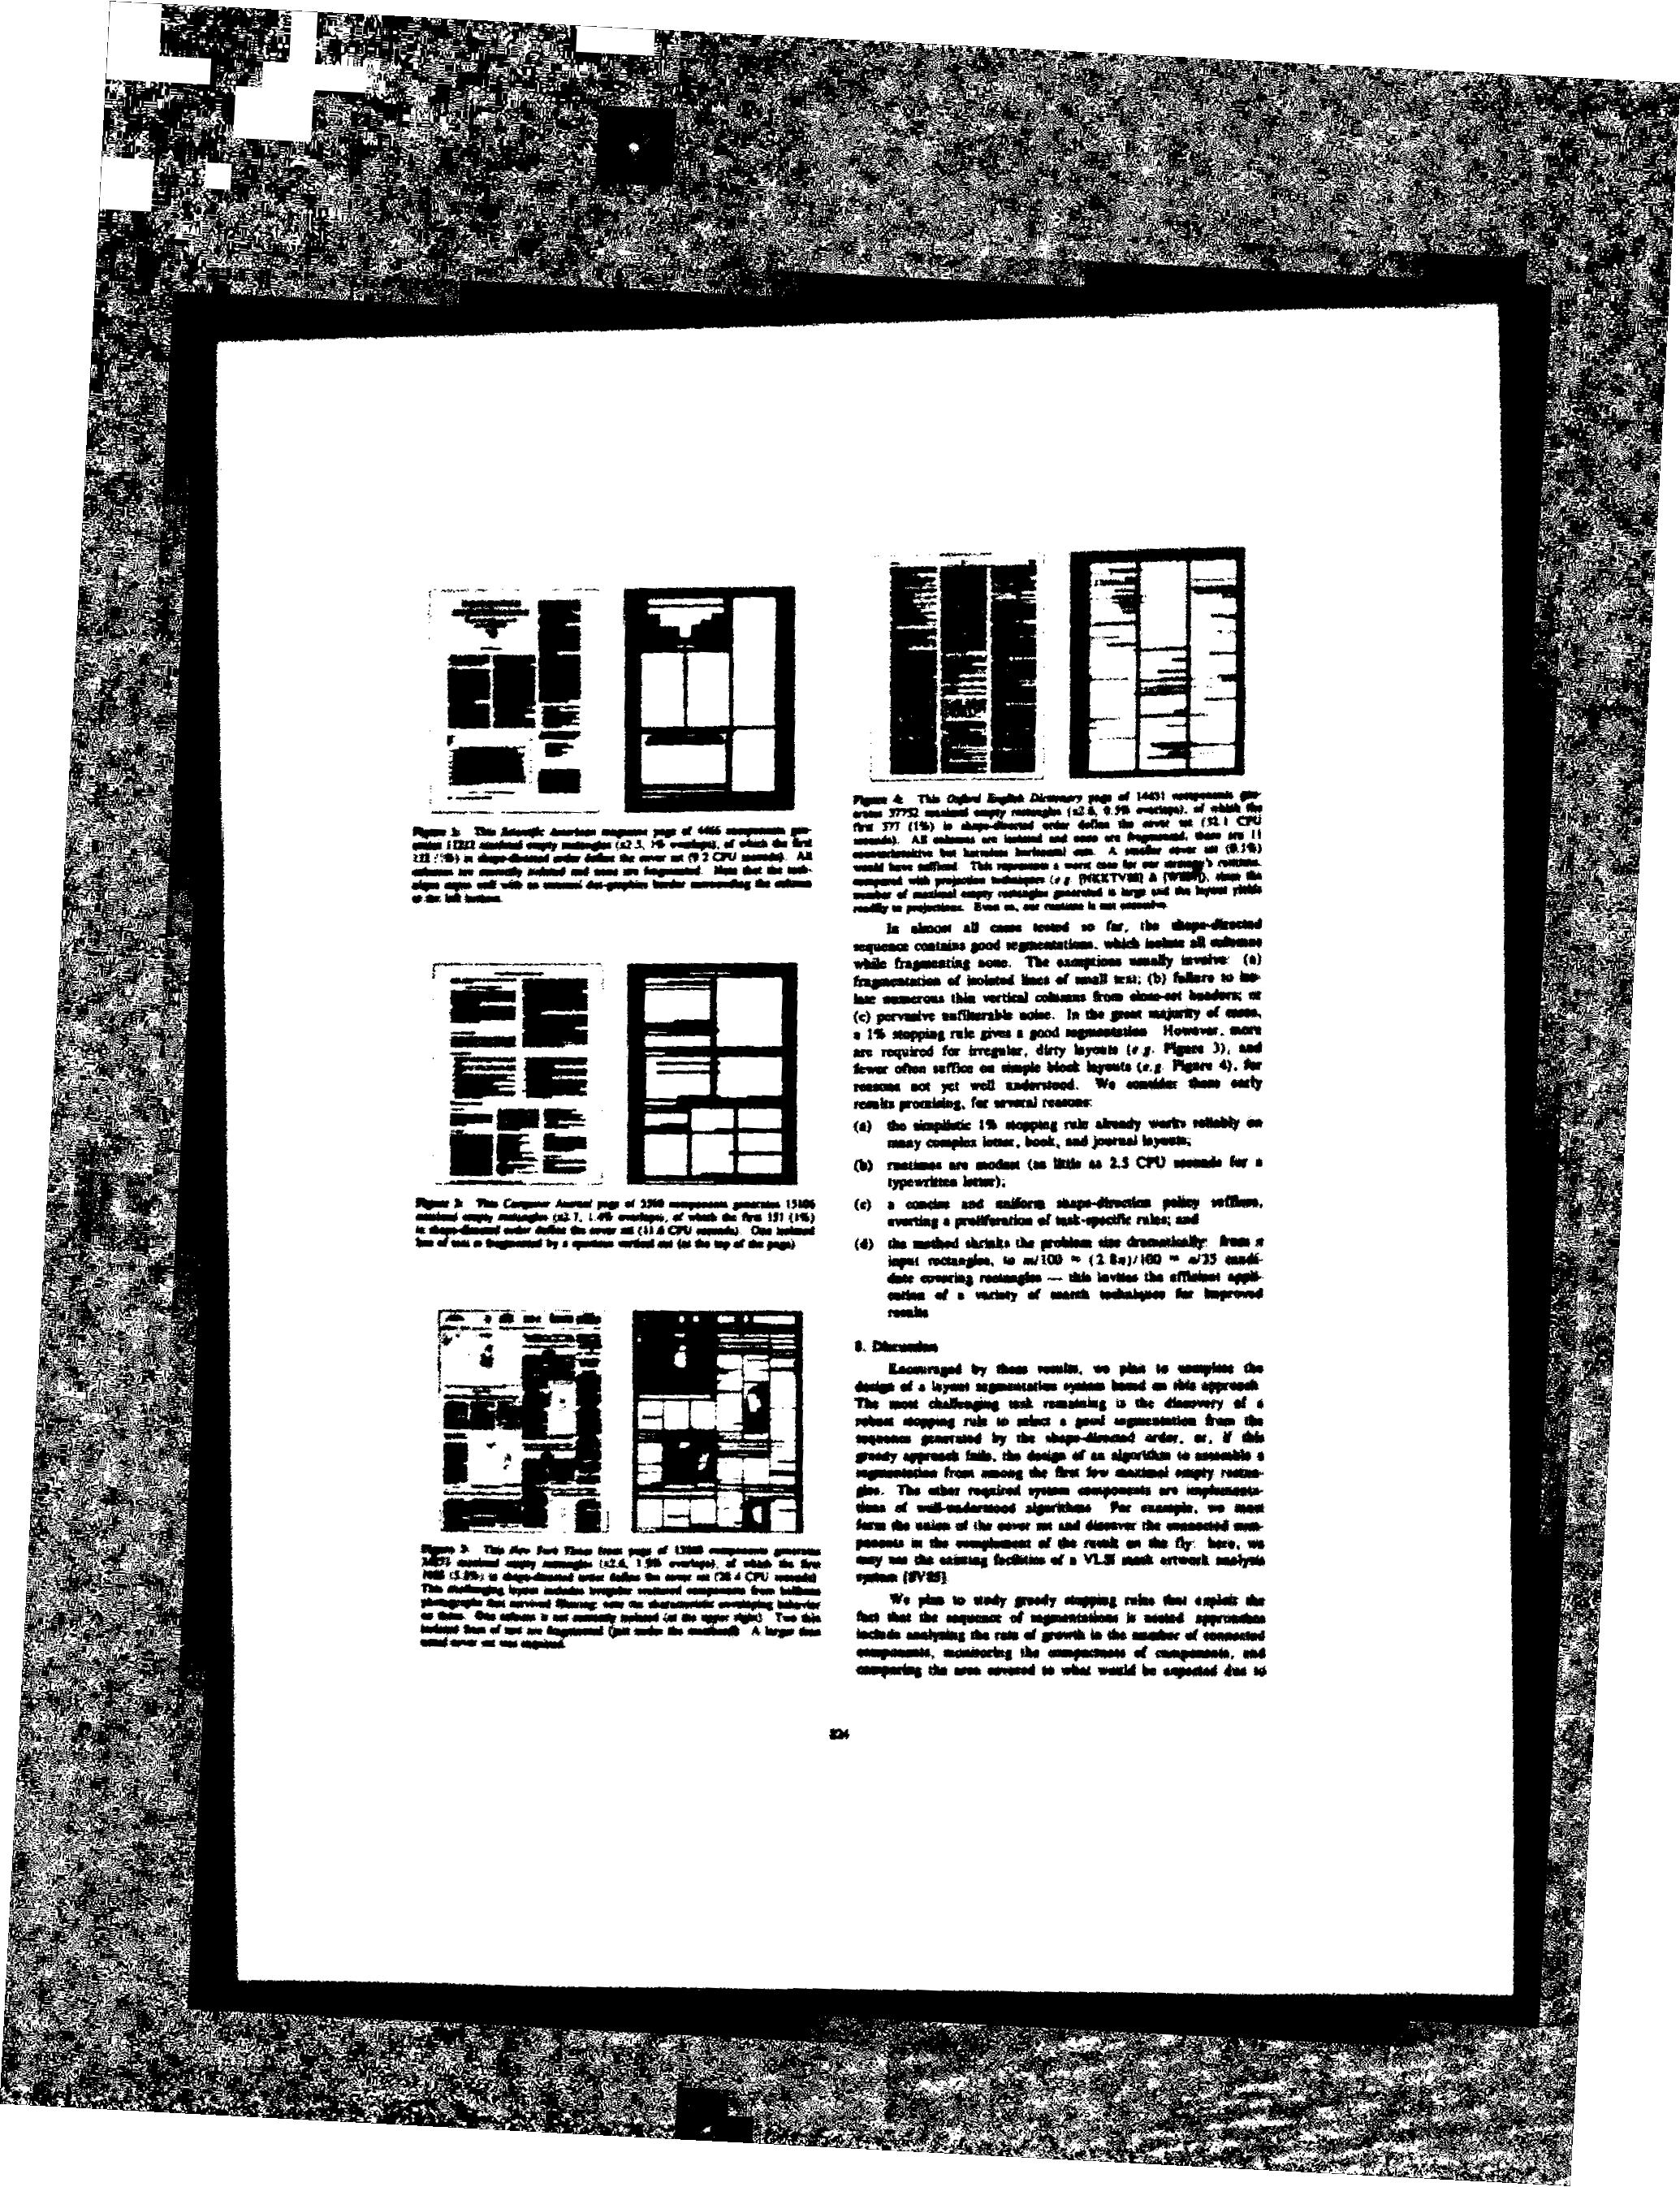 Figure 1: This Scientific American magazine page of 4466 components gen-
erates 11212 maximal empty rectangles (x2.5, 1% overlaps), of which the first
(1%) in shape-directed order define the cover set (9.2 CPU seconds). All
columns are correctly isolated and none are fragmented. Note that the tech-
nique copes well with an unusual dot-graphics border surrounding the column
at the left bottom.
Figure 2: This Computer Journal page of components generates 15106
maximal empty rectangles (x2.7, 1.4% overlaps), of which the first 151 (1%)
in shape-directed order define the cover set (11.6 CPU seconds). One isolated
line of text is fragmented by a spurious vertical cut (at the top of the page)
Figure 3: This New York Times front page of components generates
maximal empty rectangles (x2.6, overlaps), of which the first
(5.8%) in shape-directed order define the cover set (28.4 CPU seconds)
This challenging layout includes irregular scattered components from halftone
photographs that survived filtering; note the characteristic enveloping behavior
on them. One column is not correctly isolated (at the upper right). Two thin
isolated lines of text are fragmented (just under the masthead). A larger than
usual cover set was required.
Figure 4: This Oxford English Dictionary page of 14431 components gen-
erates 37752 maximal empty rectangles (x2.6, 0.5% overlaps), of which the
first 377 (1%) in shape-directed order define the cover set (32.1 CPU
seconds). All columns are isolated and none are fragmented, there are 11
counterintuitive but harmless horizontal cuts. A smaller cover set
would have sufficed. This represents a worst case for our strategy's runtime,
compared with projection techniques (e.g. [NKKTV88] & since the
number of maximal empty rectangles generated is large and the layout yields
readily to projections. Even so, our runtime is not excessive.
In almost all cases tested so far, the shape-directed
sequence contains good segmentations, which isolate all columns
while fragmenting none. The exceptions usually involve: (a)
fragmentation of isolated lines of small text; (b) failure to iso-
late numerous thin vertical columns from close-set headers; or
(c) pervasive unfilterable noise. In the great majority of cases,
a 1% stopping rule gives a good segmentation However, more
are required for irregular, dirty layouts (e.g. Figure 3), and
fewer often suffice on simple block layouts (e.g. Figure 4), for
reasons not yet well understood. We consider these early
results promising, for several reasons:
(a) the simplistic 1% stopping rule already works reliably on
many complex letter, book, and journal layouts;
(b) runtimes are modest (as little as 2.5 CPU seconds for a
typewritten letter);
(c) a concise and uniform shape-direction policy suffices,
averting a proliferation of task-specific rules; and
(d) the method shrinks the problem size dramatically: from n
input rectangles, to m/100 ≈ (2.8n)/100 ≈ n/35 candi-
date covering rectangles — this invites the efficient appli-
cation of a variety of search techniques for improved
results
8. Discussion
Encouraged by these results, we plan to complete the
design of a layout segmentation system based on this approach
The most challenging task remaining is the discovery of a
robust stopping rule to select a good segmentation from the
sequence generated by the shape-directed order, or, if this
greedy approach fails, the design of an algorithm to assemble a
segmentation from among the first few maximal empty rectan-
gles. The other required system components are implementa-
tions of well-understood algorithms For example, we must
form the union of the cover set and discover the connected com-
ponents in the complement of the result on the fly: here, we
may use the existing facilities of a VLSI mask artwork analysis
system [SV85]
We plan to study greedy stopping rules that exploit the
fact that the sequence of segmentations is nested approaches
include analyzing the rate of growth in the number of connected
components, monitoring the compactness of components, and
comparing the area covered to what would be expected due to
824